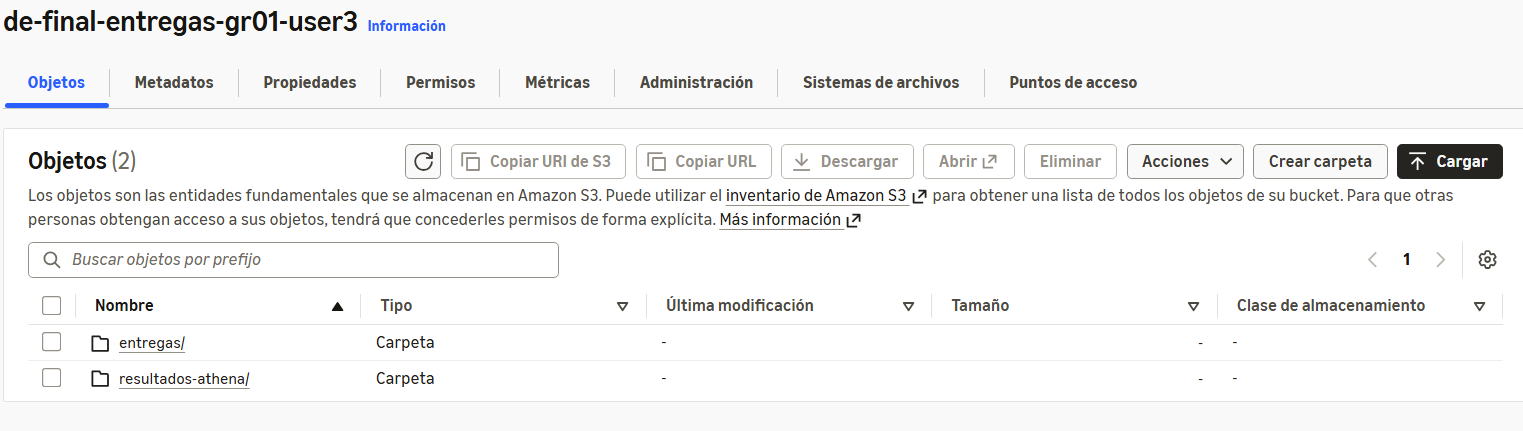 de-final-entregas-gr01-user3 Información
Objetos Metadatos Propiedades Permisos Métricas Administración Sistemas de archivos Puntos de acceso
Objetos (2) Copiar URI de S3 Copiar URL Descargar Abrir Eliminar Acciones Crear carpeta Cargar
Los objetos son las entidades fundamentales que se almacenan en Amazon S3. Puede utilizar el inventario de Amazon S3 para obtener una lista de todos los objetos de su bucket. Para que otras
personas obtengan acceso a sus objetos, tendrá que concederles permisos de forma explícita. Más información
Buscar objetos por prefijo 1
Nombre Tipo Última modificación Tamaño Clase de almacenamiento
entregas/ Carpeta - - -
resultados-athena/ Carpeta - - -